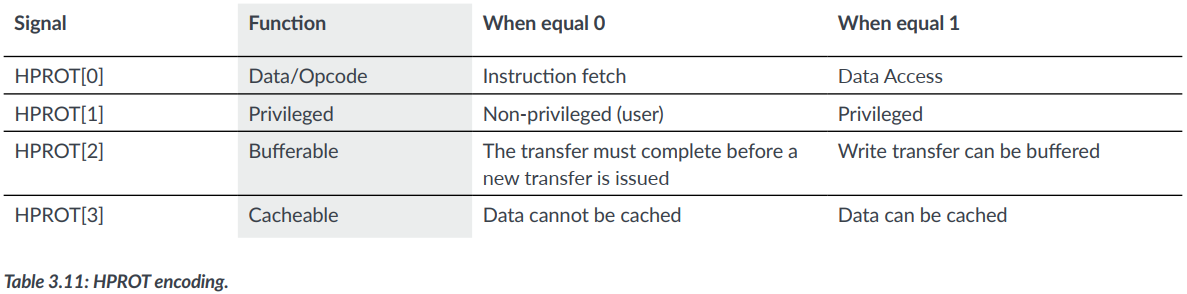 Signal Function When equal 0 When equal 1
HPROT[0] Data/Opcode Instruction fetch Data Access
HPROT[1] Privileged Non-privileged (user) Privileged
HPROT[2] Bufferable The transfer must complete before a Write transfer can be buffered
new transfer is issued
HPROT[3] Cacheable Data cannot be cached Data can be cached
Table 3.11: HPROT encoding.